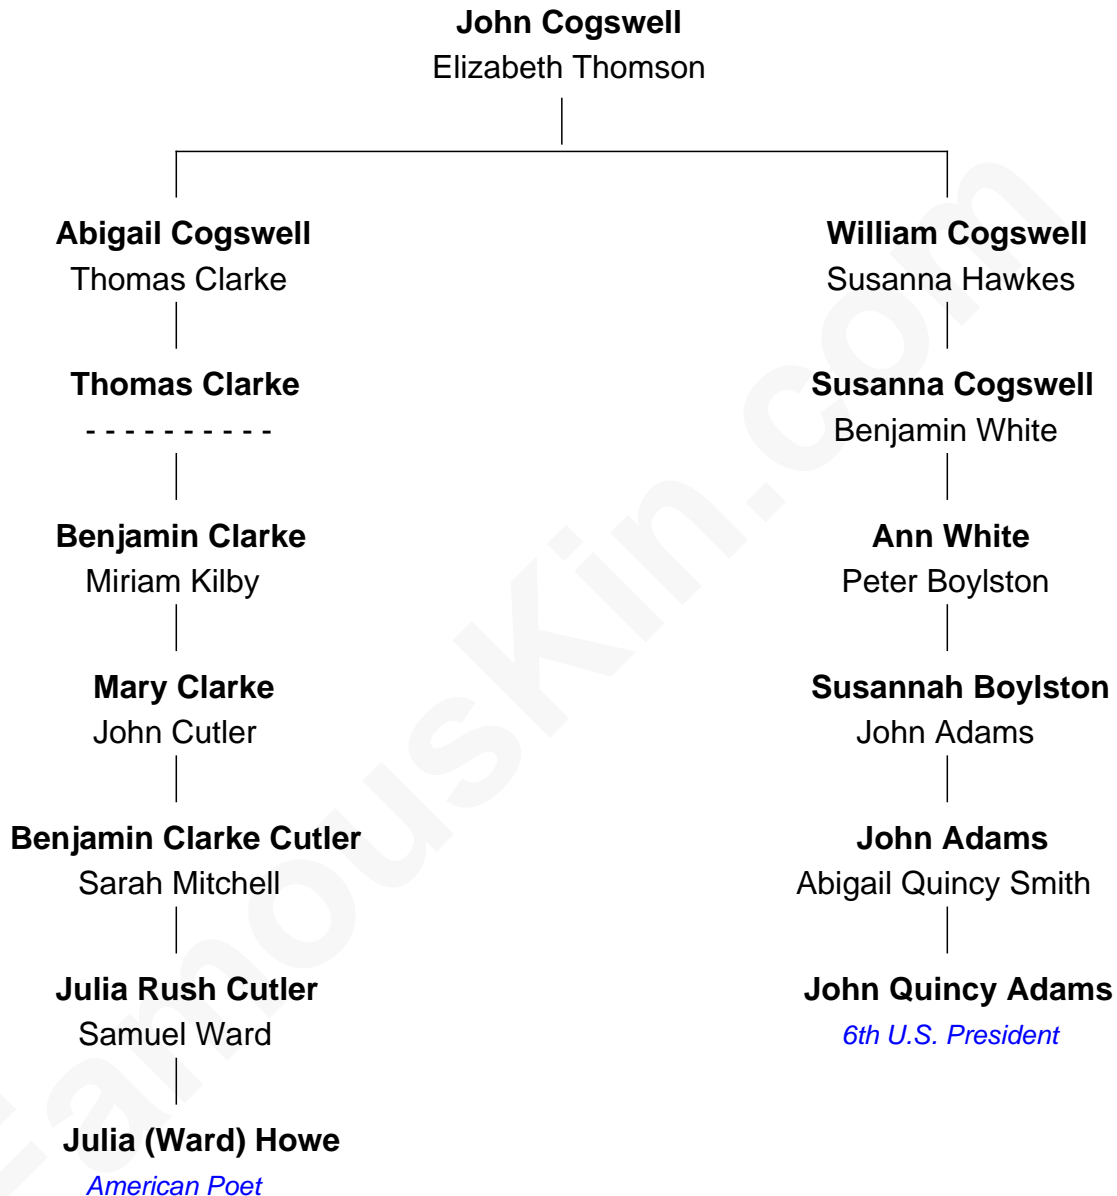 John Cogswell
Elizabeth Thomson
Abigail Cogswell
Thomas Clarke
William Cogswell
Susanna Hawkes
Thomas Clarke
- - - - - - - - - -
Susanna Cogswell
Benjamin White
Benjamin Clarke
Miriam Kilby
Ann White
Peter Boylston
Mary Clarke
John Cutler
Susannah Boylston
John Adams
Benjamin Clarke Cutler
Sarah Mitchell
John Adams
Abigail Quincy Smith
Julia Rush Cutler
Samuel Ward
John Quincy Adams
6th U.S. President
Julia (Ward) Howe
American Poet
FamousKin.com